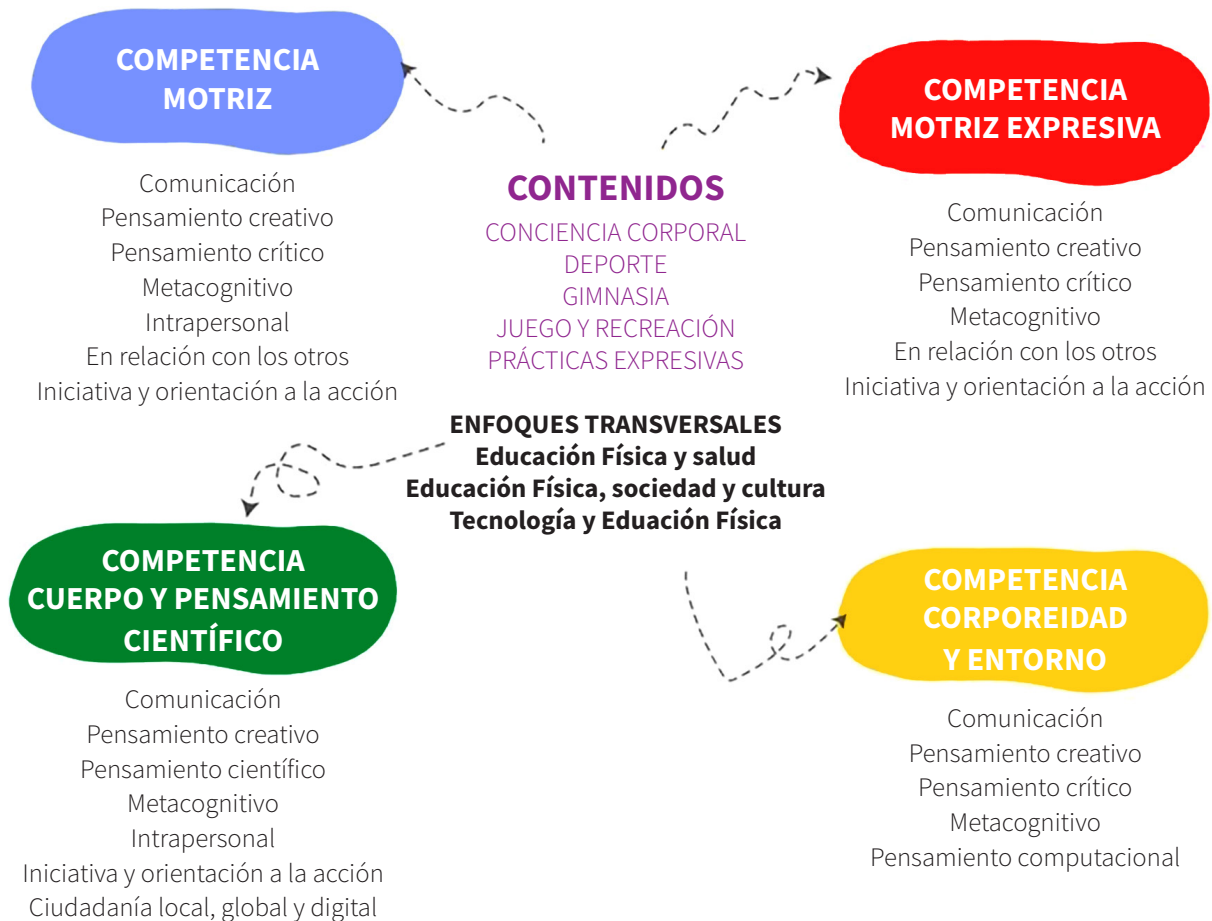 COMPETENCIA
MOTRIZ
Comunicación
Pensamiento creativo
Pensamiento crítico
Metacognitivo
Intrapersonal
En relación con los otros
Iniciativa y orientación a la acción
CONTENIDOS
CONCIENCIA CORPORAL
DEPORTE
GIMNASIA
JUEGO Y RECREACIÓN
PRÁCTICAS EXPRESIVAS
COMPETENCIA
MOTRIZ EXPRESIVA
Comunicación
Pensamiento creativo
Pensamiento crítico
Metacognitivo
En relación con los otros
Iniciativa y orientación a la acción
ENFOQUES TRANSVERSALES
Educación Física y salud
Educación Física, sociedad y cultura
Tecnología y Eduación Física
COMPETENCIA
CUERPO Y PENSAMIENTO
CIENTÍFICO
Comunicación
Pensamiento creativo
Pensamiento científico
Metacognitivo
Intrapersonal
Iniciativa y orientación a la acción
Ciudadanía local, global y digital
COMPETENCIA
CORPOREIDAD
Y ENTORNO
Comunicación
Pensamiento creativo
Pensamiento crítico
Metacognitivo
Pensamiento computacional